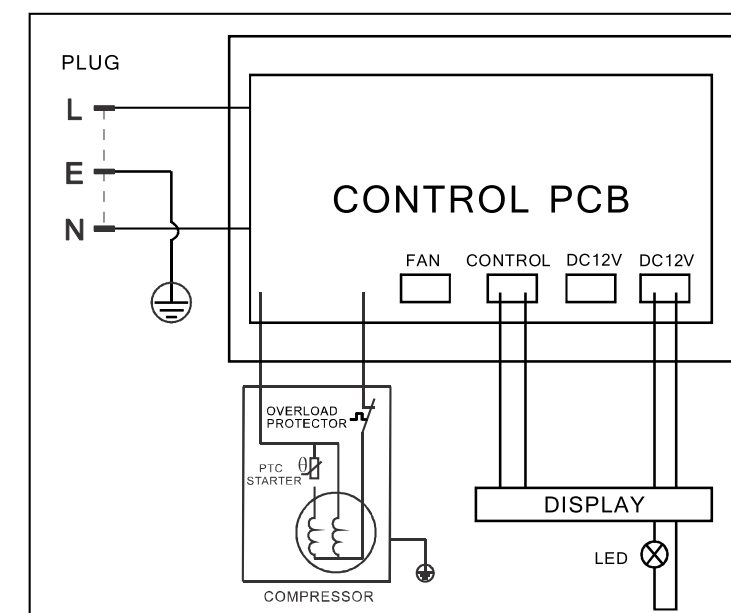 PLUG
L
E
N
CONTROL PCB
FAN CONTROL DC12V DC12V
OVERLOAD
PROTECTOR
θ
PTC
STARTER
DISPLAY
LED
COMPRESSOR